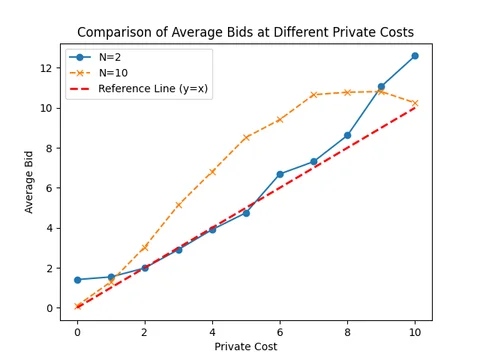 Comparison of Average Bids at Different Private Costs
N=2
N=10
Reference Line (y=x)
Average Bid
12
10
8
6
4
2
0
0 2 4 6 8 10
Private Cost